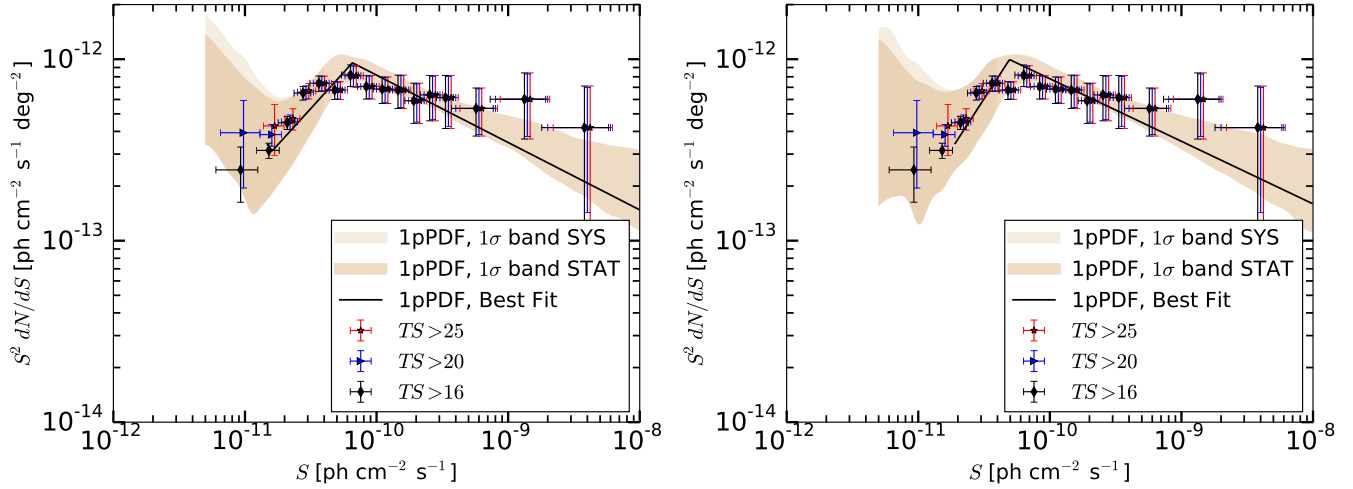 10⁻¹²
10⁻¹³
10⁻¹⁴
S² dN/dS [ph cm⁻² s⁻¹ deg⁻²]
1pPDF, 1σ band SYS
1pPDF, 1σ band STAT
1pPDF, Best Fit
TS>25
TS>20
TS>16
10⁻¹² 10⁻¹¹ 10⁻¹⁰ 10⁻⁹ 10⁻⁸
S [ph cm⁻² s⁻¹]
10⁻¹²
10⁻¹³
10⁻¹⁴
S² dN/dS [ph cm⁻² s⁻¹ deg⁻²]
1pPDF, 1σ band SYS
1pPDF, 1σ band STAT
1pPDF, Best Fit
TS>25
TS>20
TS>16
10⁻¹² 10⁻¹¹ 10⁻¹⁰ 10⁻⁹ 10⁻⁸
S [ph cm⁻² s⁻¹]